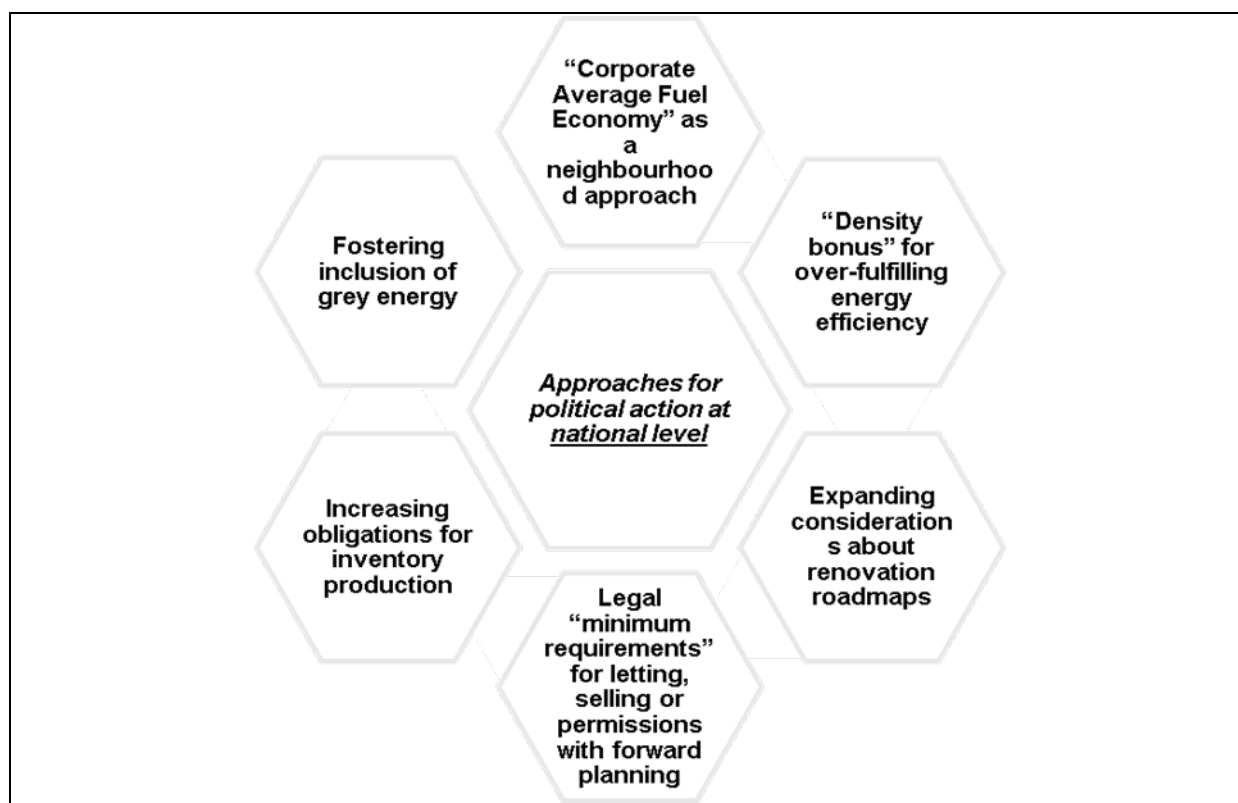 “Corporate
Average Fuel
Economy” as
a
neighbourhoo
d approach
“Density
bonus” for
over-fulfilling
energy
efficiency
Fostering
inclusion of
grey energy
Approaches for
political action at
national level
Expanding
consideration
s about
renovation
roadmaps
Increasing
obligations for
inventory
production
Legal
“minimum
requirements”
for letting,
selling or
permissions
with forward
planning